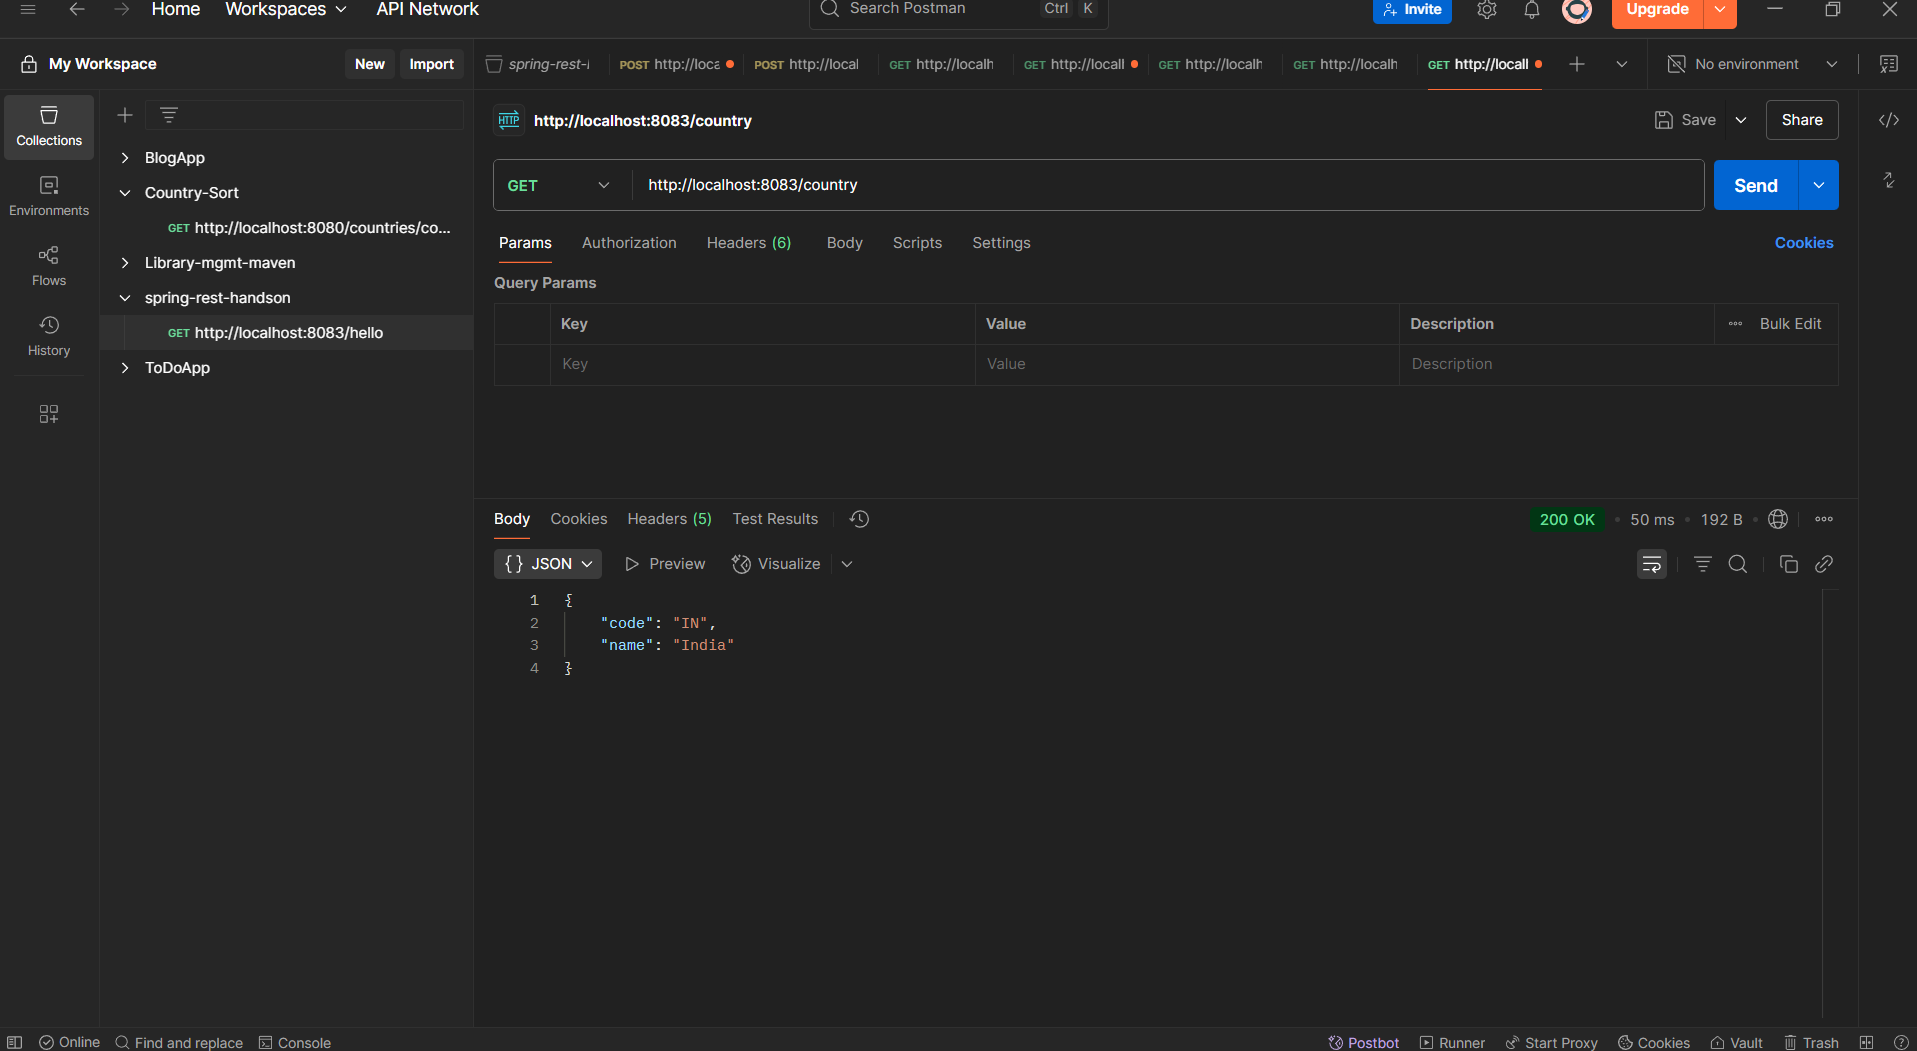 Home Workspaces API Network Search Postman Ctrl K Invite Upgrade
My Workspace New Import spring-rest-l POST http://loca POST http://local GET http://localh GET http://locall GET http://localh GET http://localh GET http://locall No environment
Collections
Environments
Flows
History
BlogApp
Country-Sort
GET http://localhost:8080/countries/co...
Library-mgmt-maven
spring-rest-handson
GET http://localhost:8083/hello
ToDoApp
HTTP http://localhost:8083/country Save Share
GET http://localhost:8083/country Send
Params Authorization Headers (6) Body Scripts Settings Cookies
Query Params
Key Value Description Bulk Edit
Key Value Description
Body Cookies Headers (5) Test Results 200 OK 50 ms 192 B
{} JSON Preview Visualize
1 {
2 "code": "IN",
3 "name": "India"
4 }
Online Find and replace Console Postbot Runner Start Proxy Cookies Vault Trash